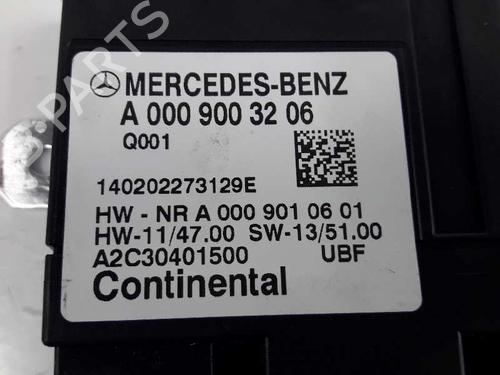 MERCEDES-BENZ
A 000 900 32 06
Q001
140202273129E
HW - NR A 000 901 06 01
HW-11/47.00 SW-13/51.00
A2C30401500 UBF
Continental
B-PARTS